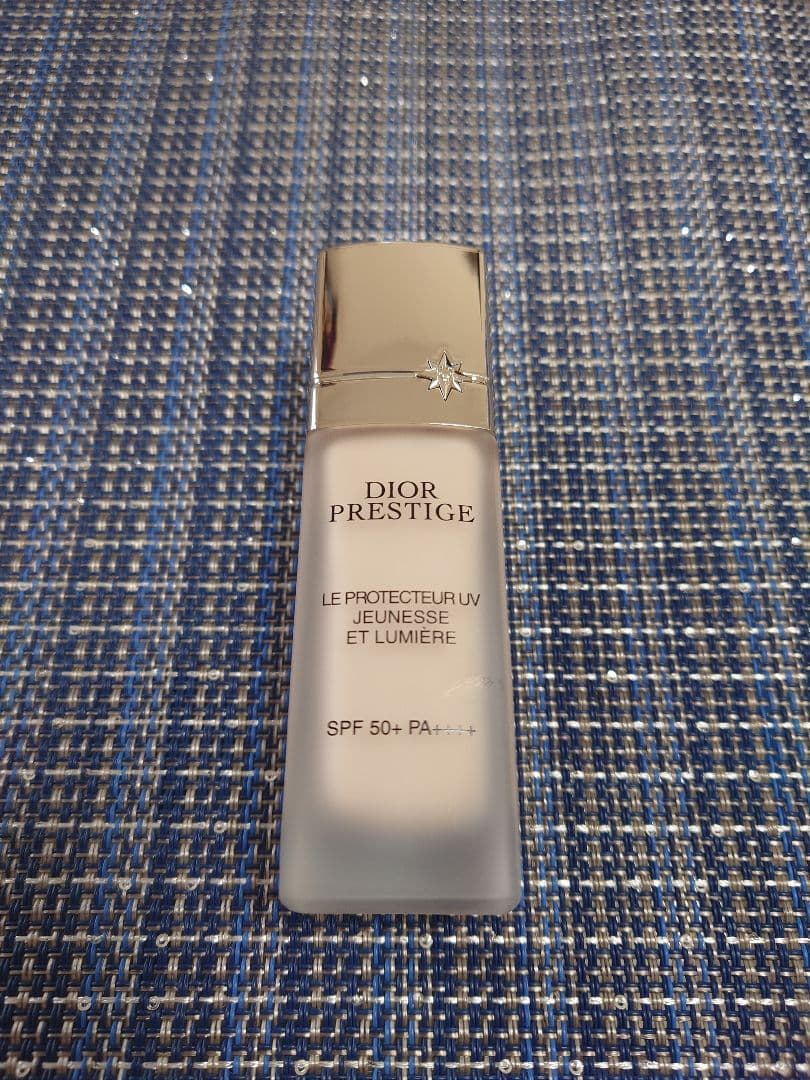 DIOR
PRESTIGE
LE PROTECTEUR UV
JEUNESSE
ET LUMIÈRE
SPF 50+ PA++++